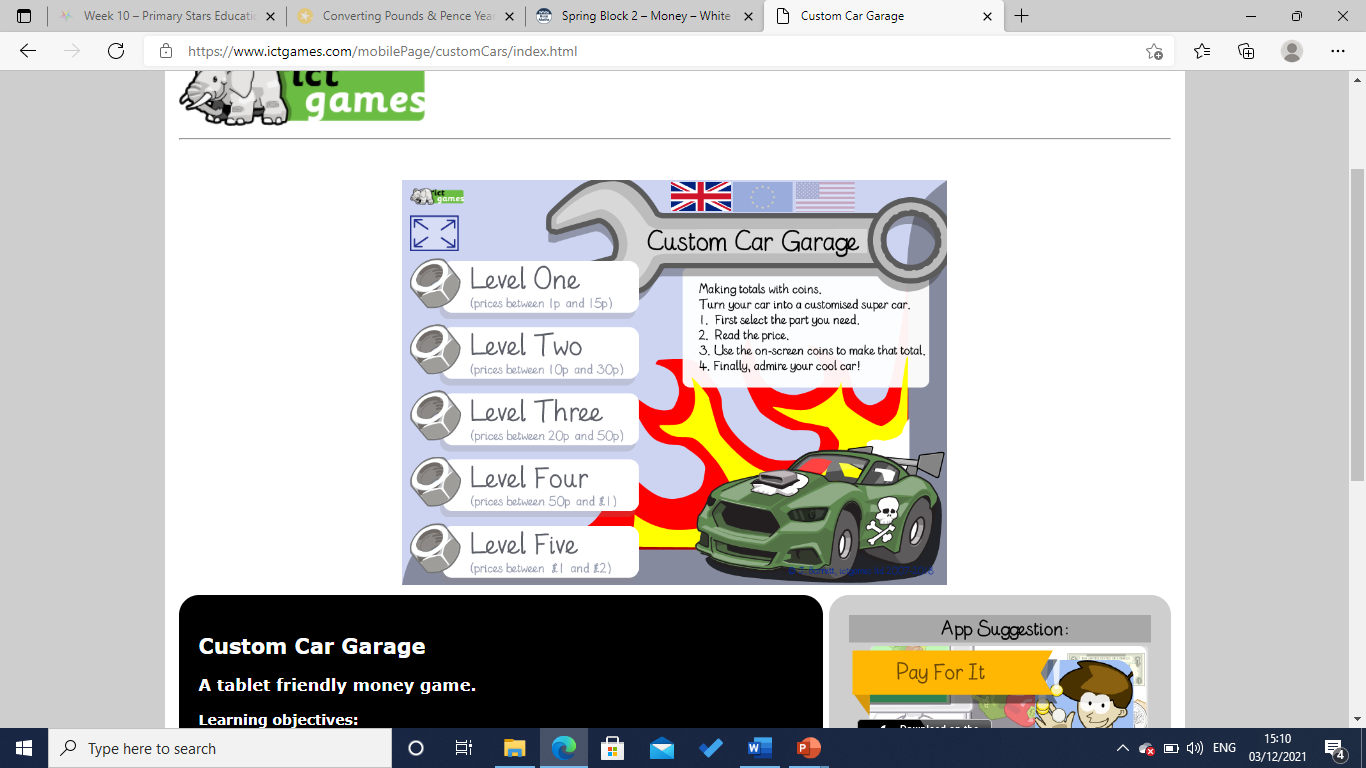 Week 10 – Primary Stars Educatio
Converting Pounds & Pence Year
Spring Block 2 – Money – White
Custom Car Garage
https://www.ictgames.com/mobilePage/customCars/index.html
ict
games
ict
games
Custom Car Garage
Level One
(prices between 1p and 15p)
Level Two
(prices between 10p and 30p)
Level Three
(prices between 20p and 50p)
Level Four
(prices between 50p and £1)
Level Five
(prices between £1 and £2)
Making totals with coins.
Turn your car into a customised super car.
1. First select the part you need.
2. Read the price.
3. Use the on-screen coins to make that total.
4. Finally, admire your cool car!
Custom Car Garage
A tablet friendly money game.
Learning objectives:
App Suggestion:
Pay For It
Download on the
Type here to search
ENG
15:10
03/12/2021
4